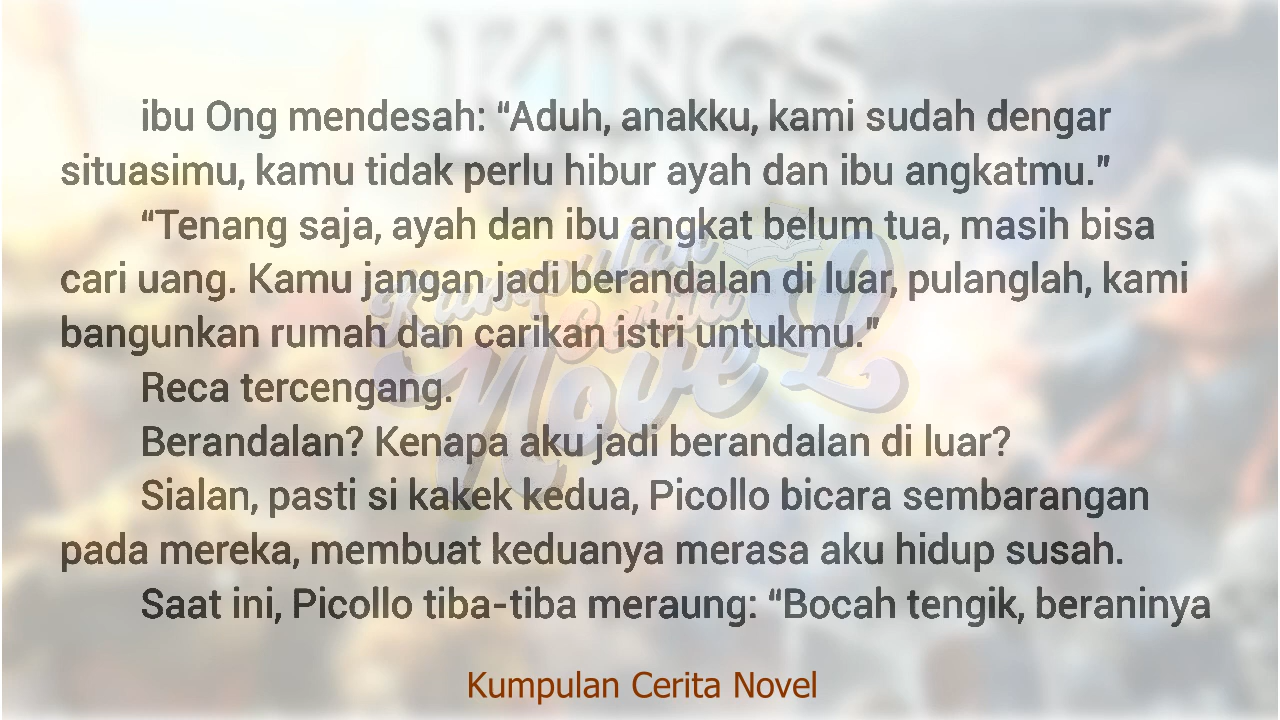 KINGS
ibu Ong mendesah: “Aduh, anakku, kami sudah dengar
situasimu, kamu tidak perlu hibur ayah dan ibu angkatmu.”
“Tenang saja, ayah dan ibu angkat belum tua, masih bisa
cari uang. Kamu jangan jadi berandalan di luar, pulanglah, kami
bangunkan rumah dan carikan istri untukmu.”
Kumpulan
Cerita
Novel
Reca tercengang.
Berandalan? Kenapa aku jadi berandalan di luar?
Sialan, pasti si kakek kedua, Picollo bicara sembarangan
pada mereka, membuat keduanya merasa aku hidup susah.
Saat ini, Picollo tiba-tiba meraung: “Bocah tengik, beraninya
Kumpulan Cerita Novel